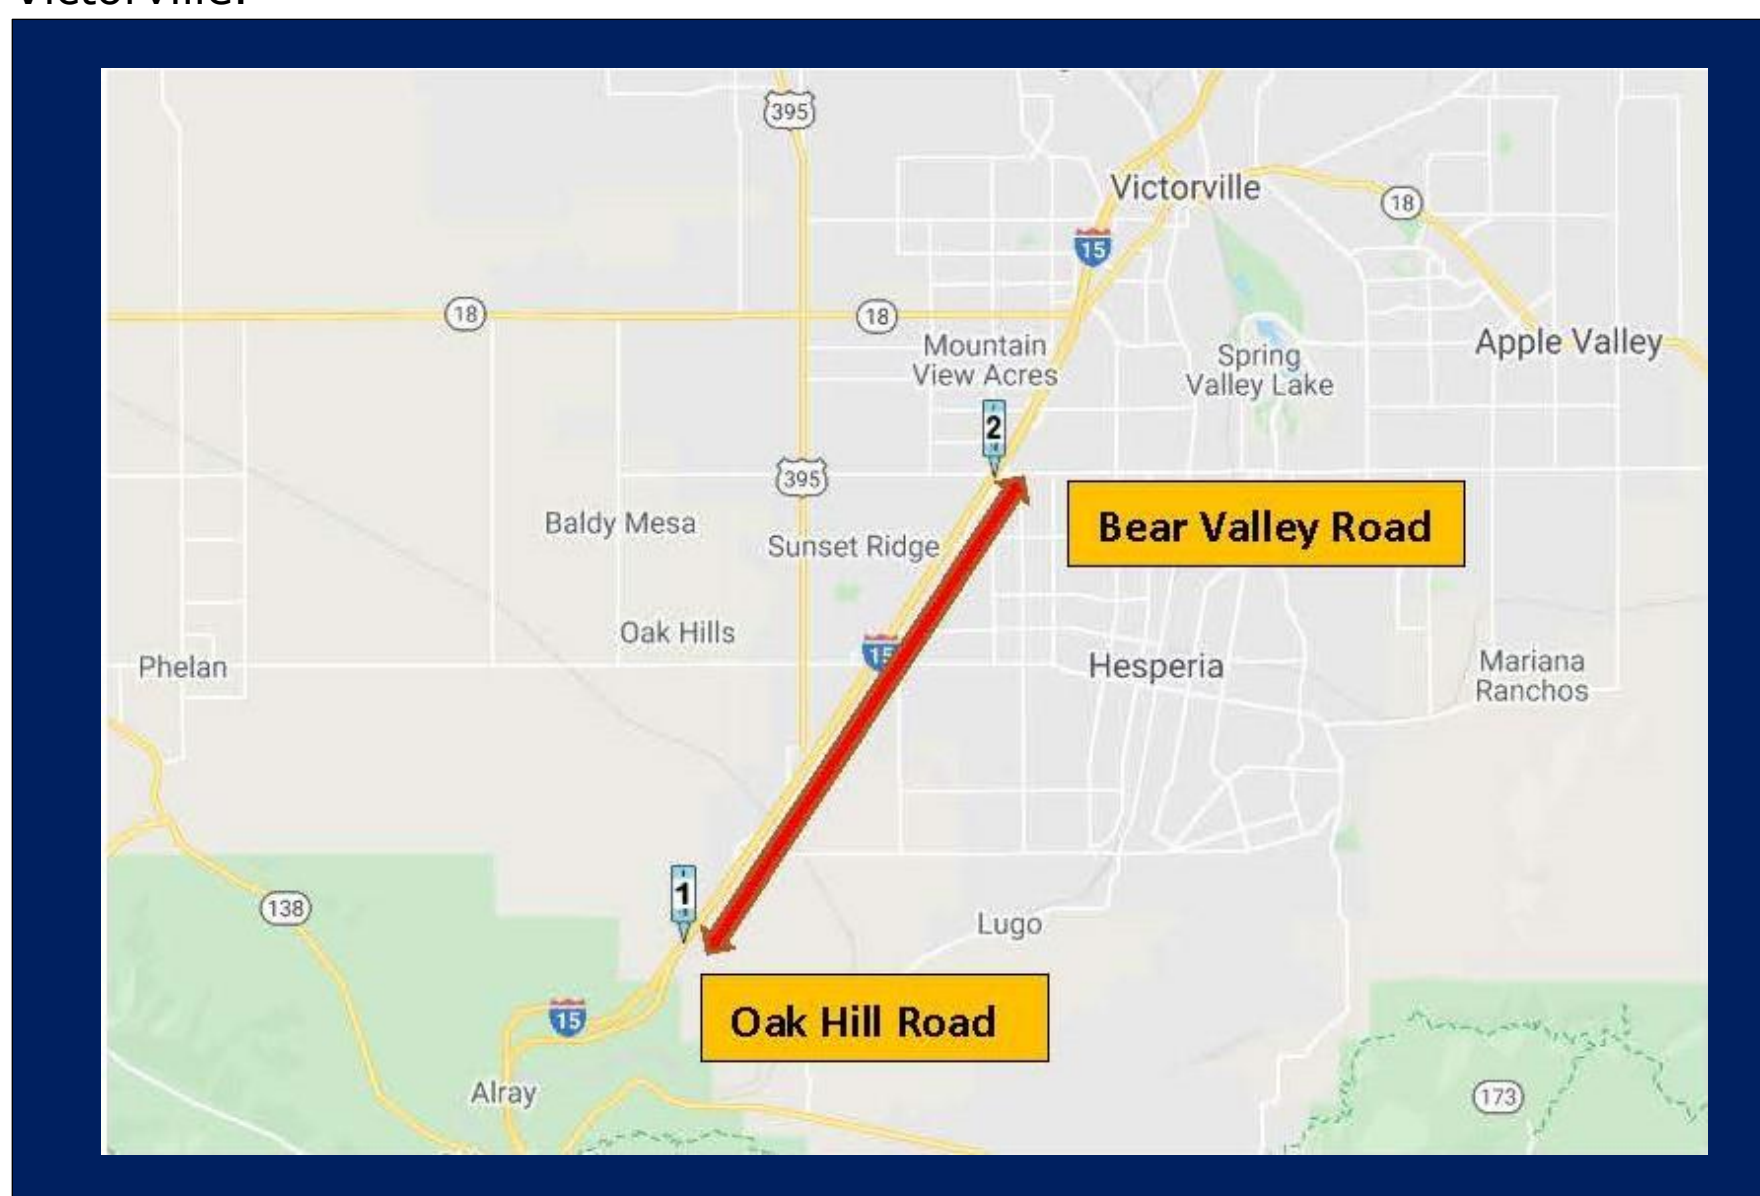 Victorville.
395
Victorville
18
15
18
18
Mountain
View Acres
Spring
Valley Lake
Apple Valley
2
395
Bear Valley Road
Baldy Mesa
Sunset Ridge
Oak Hills
15
Phelan
Hesperia
Mariana
Ranchos
1
138
Lugo
15
Oak Hill Road
Alray
173